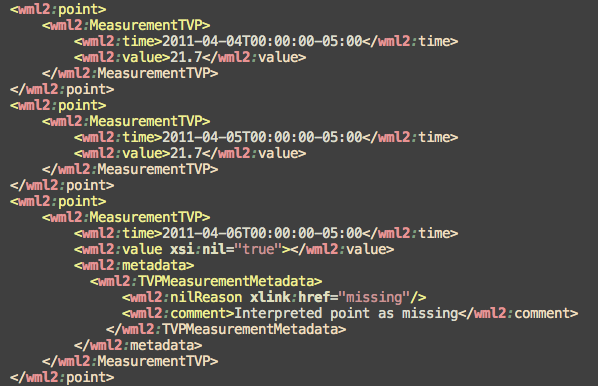 <wml2:point>
    <wml2:MeasurementTVP>
        <wml2:time>2011-04-04T00:00:00-05:00</wml2:time>
        <wml2:value>21.7</wml2:value>
    </wml2:MeasurementTVP>
</wml2:point>
<wml2:point>
    <wml2:MeasurementTVP>
        <wml2:time>2011-04-05T00:00:00-05:00</wml2:time>
        <wml2:value>21.7</wml2:value>
    </wml2:MeasurementTVP>
</wml2:point>
<wml2:point>
    <wml2:MeasurementTVP>
        <wml2:time>2011-04-06T00:00:00-05:00</wml2:time>
        <wml2:value xsi:nil="true"></wml2:value>
        <wml2:metadata>
          <wml2:TVPMeasurementMetadata>
              <wml2:nilReason xlink:href="missing"/>
              <wml2:comment>Interpreted point as missing</wml2:comment>
            </wml2:TVPMeasurementMetadata>
        </wml2:metadata>
    </wml2:MeasurementTVP>
</wml2:point>